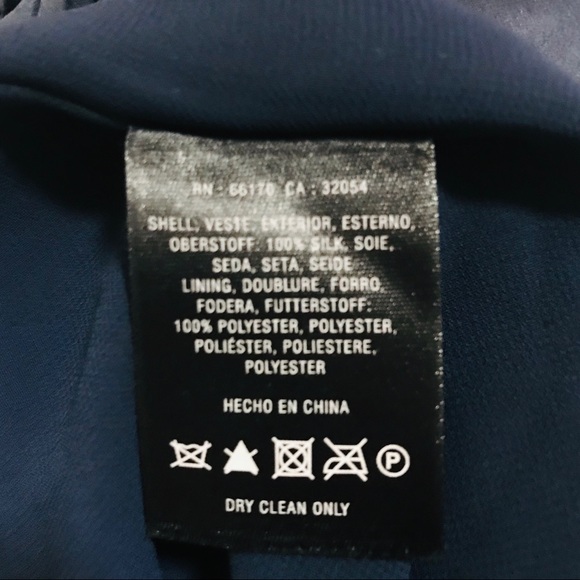 RN - 66170 CA : 32054
SHELL, VESTE, EXTERIOR, ESTERNO,
OBERSTOFF: 100% SILK, SOIE,
SEDA, SETA, SEIDE
LINING, DOUBLURE, FORRO,
FODERA, FUTTERSTOFF:
100% POLYESTER, POLYESTER,
POLIÉSTER, POLIESTERE,
POLYESTER
HECHO EN CHINA
P
DRY CLEAN ONLY